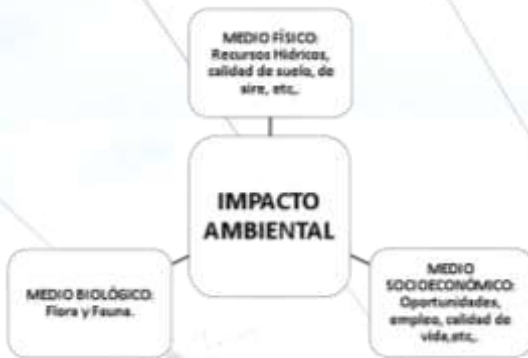 MEDIO FÍSICO:
Recursos Hídricos,
calidad de suelo, de
aire, etc,.
IMPACTO
AMBIENTAL
MEDIO BIOLÓGICO:
Flora y Fauna.
MEDIO
SOCIOECONÓMICO:
Oportunidades,
empleo, calidad de
vida,etc,.